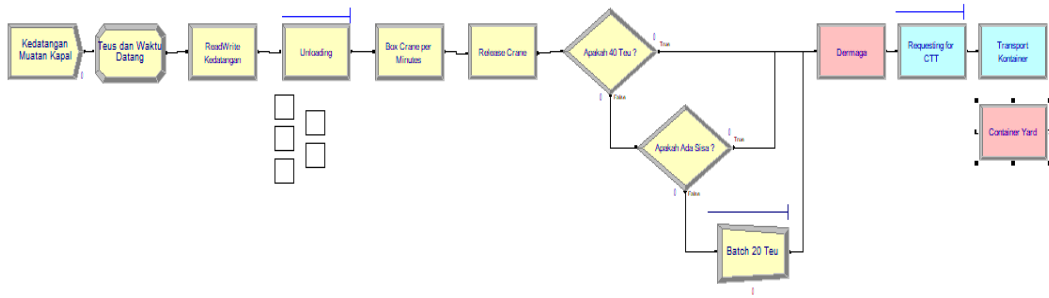 Kedatangan
Muatan Kapal
Teus dan Waktu
Datang
ReadWrite
Kedatangan
Unloading
Box Crane per
Minutes
Release Crane
Apakah 40 Teu ?
True
False
Apakah Ada Sisa ?
True
False
Batch 20 Teu
Dermaga
Requesting for
CTT
Transport
Kontainer
Container Yard